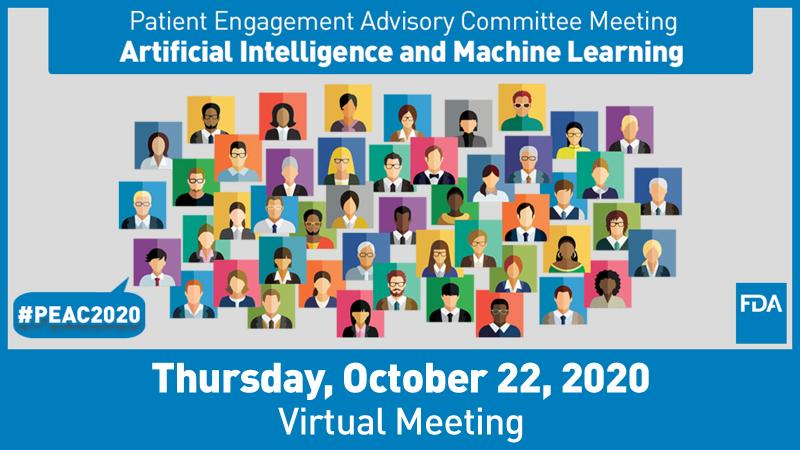 Patient Engagement Advisory Committee Meeting
Artificial Intelligence and Machine Learning
#PEAC2020
FDA
Thursday, October 22, 2020
Virtual Meeting